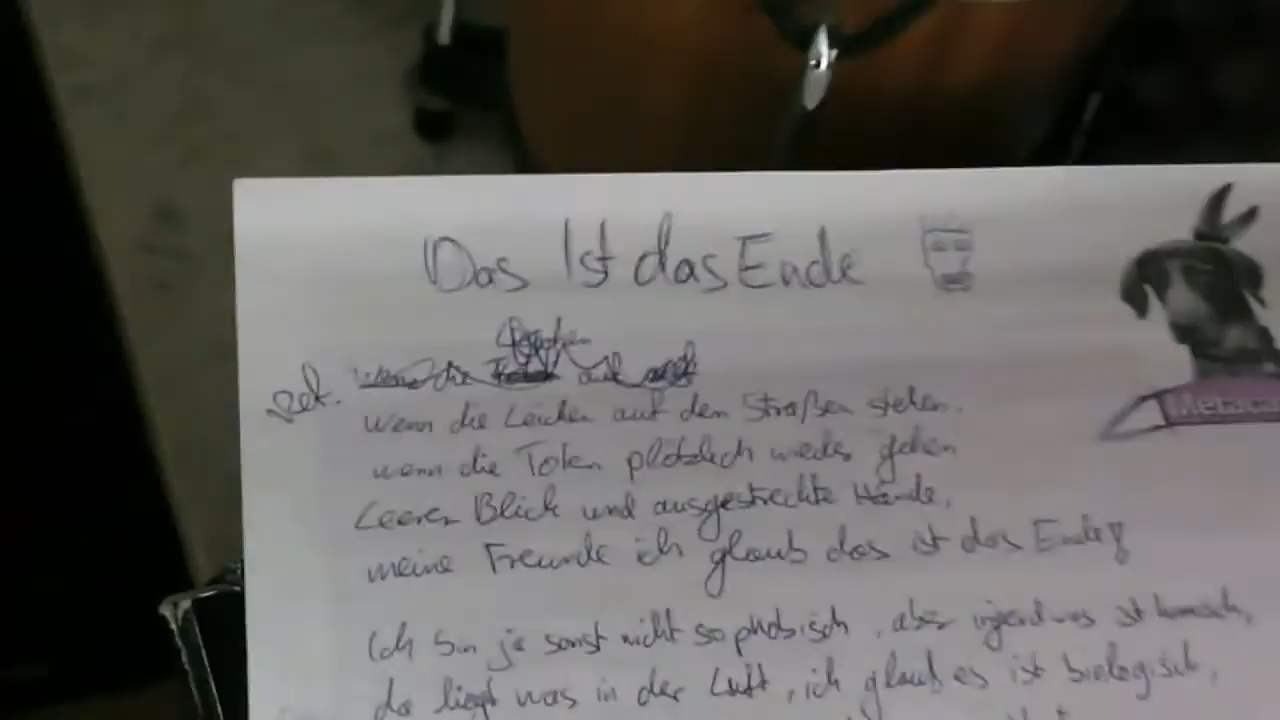 Das Ist das Ende
Ref.
wenn die Leichen auf den Straßen stehen,
wenn die Toten plötzlich wieder gehen
Leerer Blick und ausgestreckte Hände,
meine Freunde ich glaub das ist das Ende
Ich bin ja sonst nicht so phobisch, aber irgendwas ist komisch,
da liegt was in der Luft, ich glaub es ist biologisch,